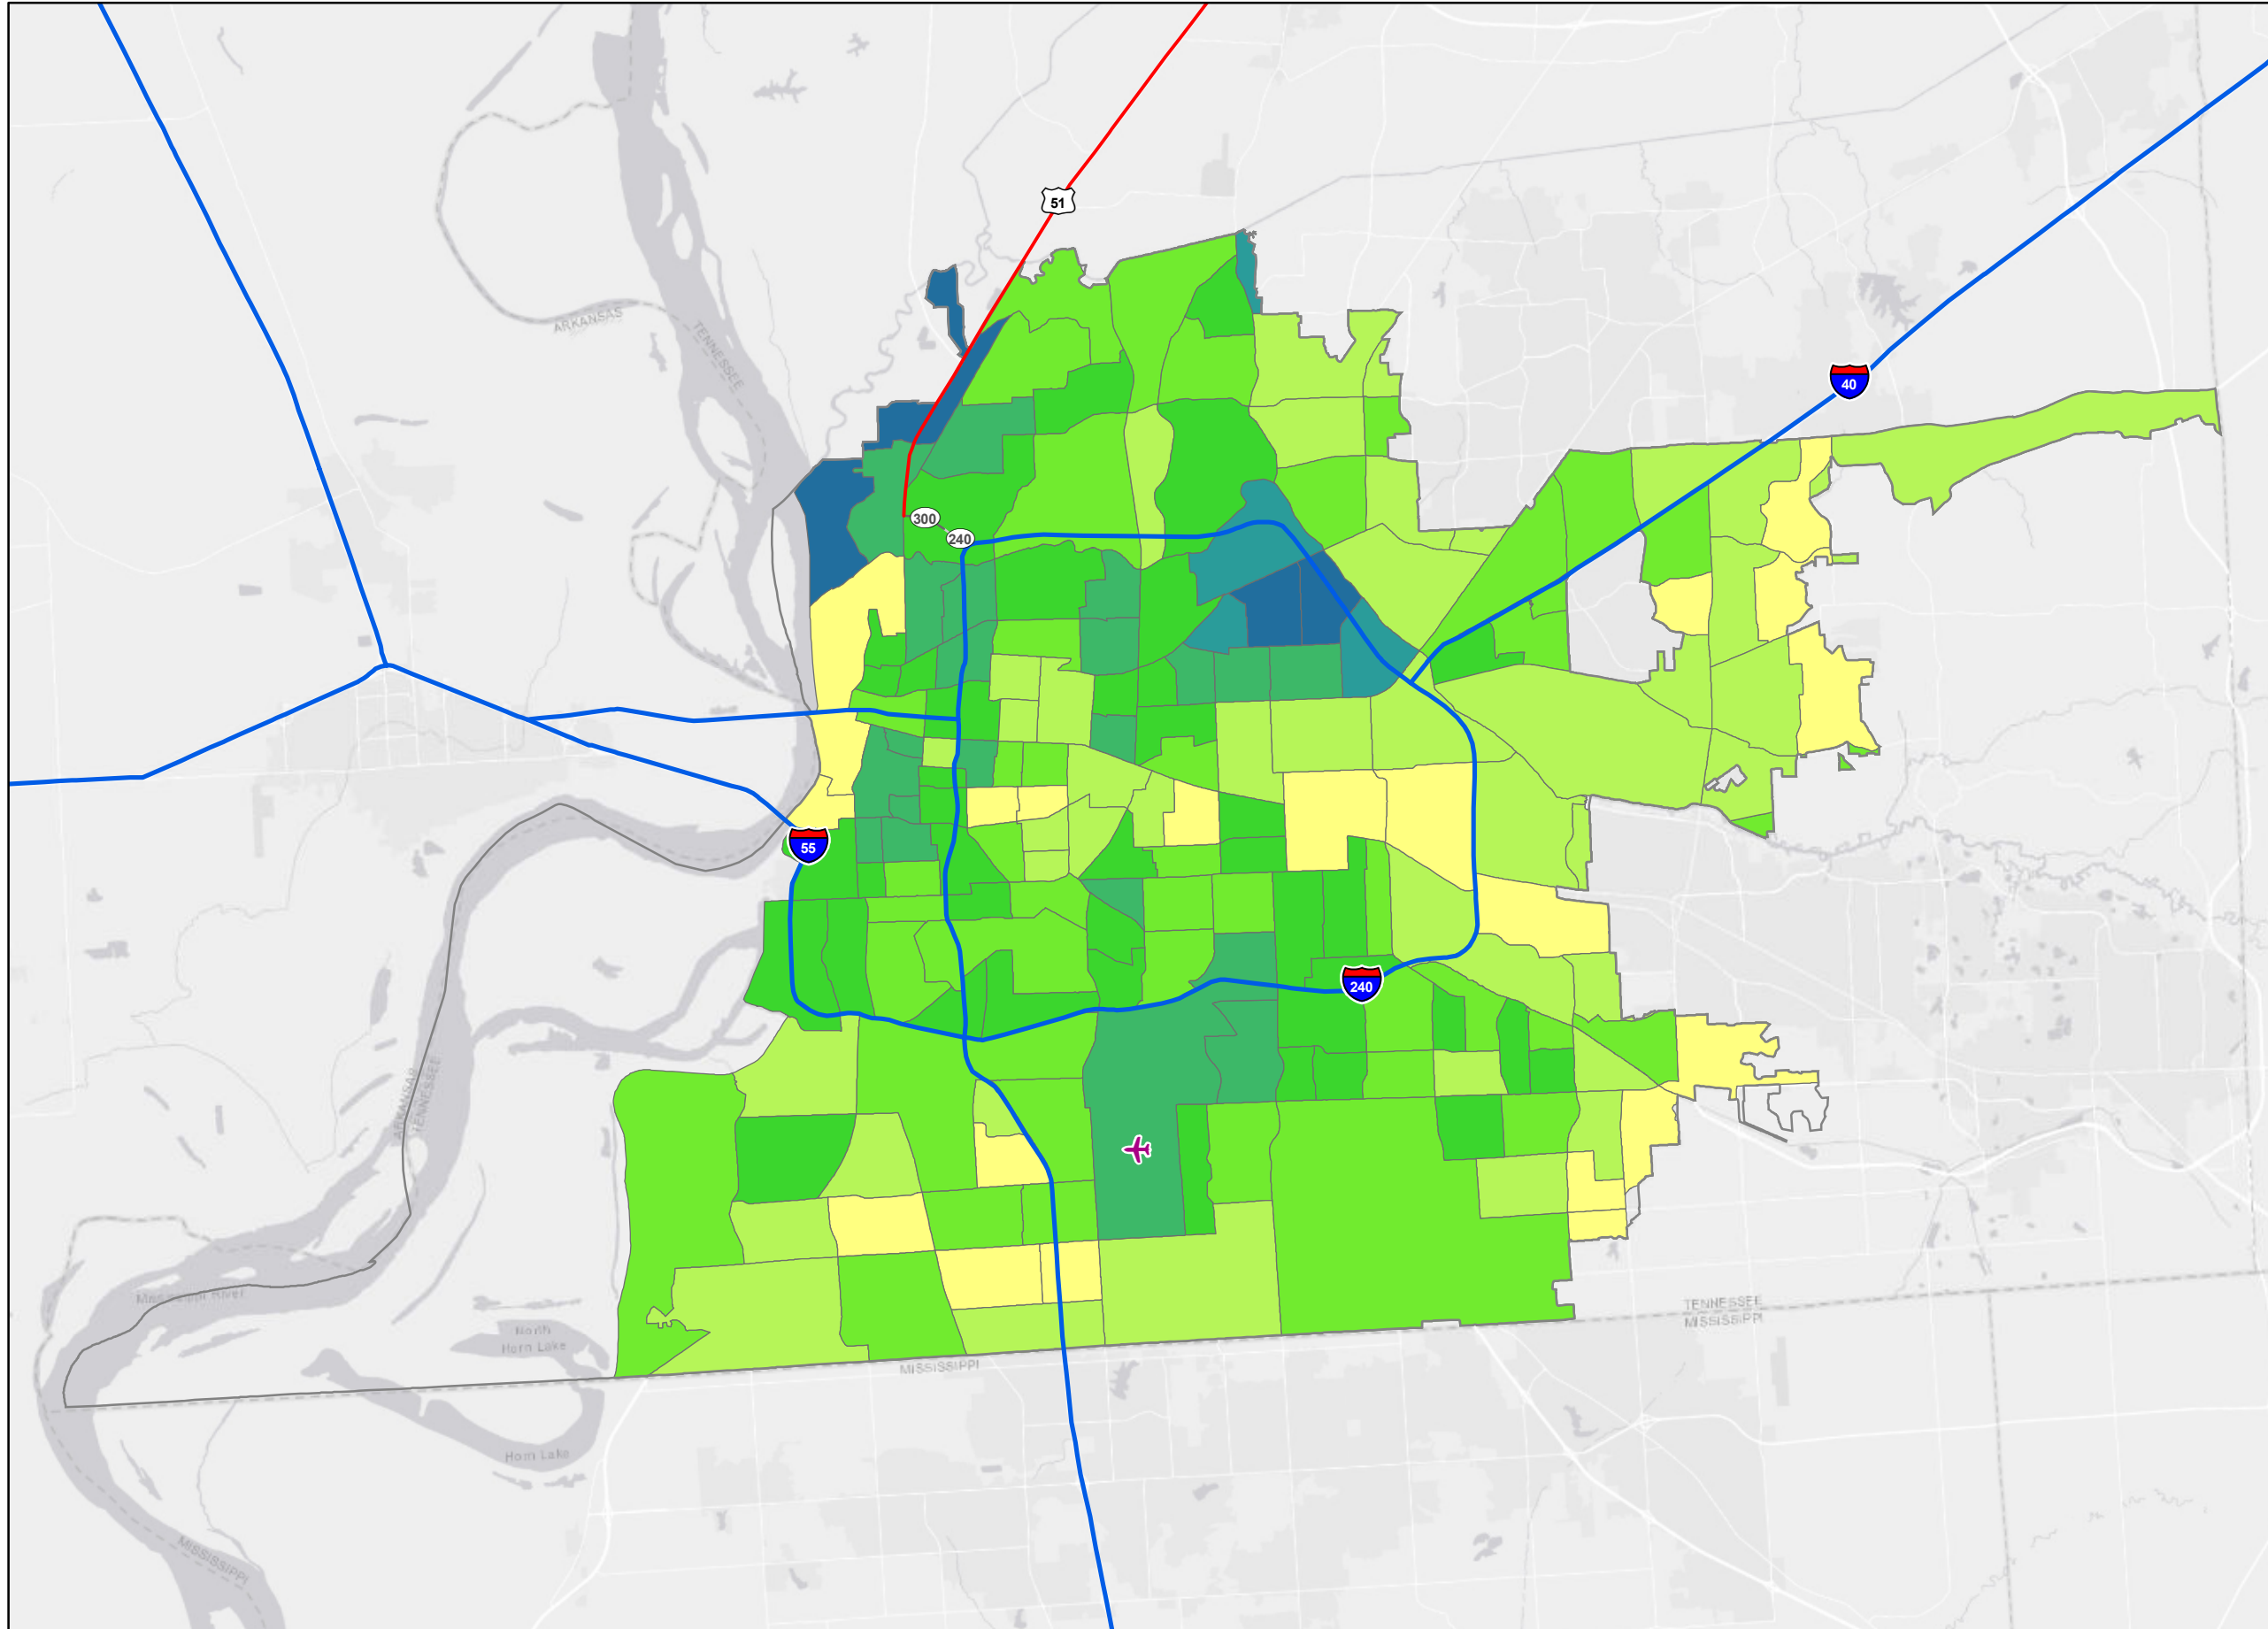 51
ARKANSAS
TENNESSEE
40
300
240
55
240
ARKANSAS
TENNESSEE
Mississippi River
TENNESSEE
MISSISSIPPI
North
Horn Lake
MISSISSIPPI
Horn Lake
MISSISSIPPI